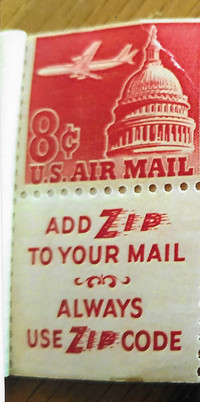 8¢
U.S. AIR MAIL
ADD ZIP
TO YOUR MAIL
ALWAYS
USE ZIP CODE